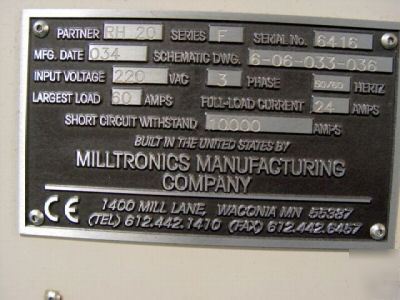 PARTNER RH 20 SERIES F SERIAL NO. 6416
MFG. DATE 034 SCHEMATIC DWG. 6-06-033-036
INPUT VOLTAGE 220 VAC 3 PHASE 50/60 HERTZ
LARGEST LOAD 60 AMPS FULL-LOAD CURRENT 24 AMPS
SHORT CIRCUIT WITHSTAND 10000 AMPS
BUILT IN THE UNITED STATES BY
MILLTRONICS MANUFACTURING
COMPANY
CE 1400 MILL LANE, WACONIA MN 55387
(TEL) 612.442.1410 (FAX) 612.442.6457